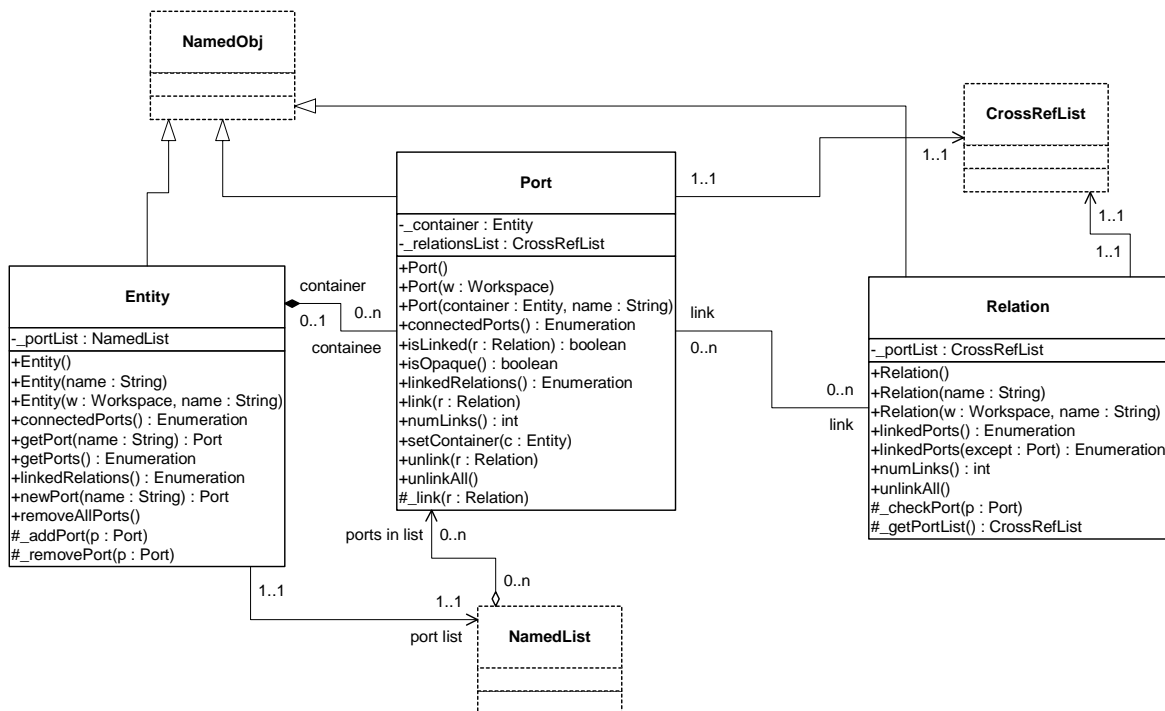 NamedObj
CrossRefList
Port
-_container : Entity
-_relationsList : CrossRefList
+Port()
+Port(w : Workspace)
+Port(container : Entity, name : String)
+connectedPorts() : Enumeration
+isLinked(r : Relation) : boolean
+isOpaque() : boolean
+linkedRelations() : Enumeration
+link(r : Relation)
+numLinks() : int
+setContainer(c : Entity)
+unlink(r : Relation)
+unlinkAll()
#_link(r : Relation)
1..1
1..1
1..1
1..1
Entity
-_portList : NamedList
+Entity()
+Entity(name : String)
+Entity(w : Workspace, name : String)
+connectedPorts() : Enumeration
+getPort(name : String) : Port
+getPorts() : Enumeration
+linkedRelations() : Enumeration
+newPort(name : String) : Port
+removeAllPorts()
#_addPort(p : Port)
#_removePort(p : Port)
container
0..1
0..n
containee
link
0..n
0..n
link
Relation
-_portList : CrossRefList
+Relation()
+Relation(name : String)
+Relation(w : Workspace, name : String)
+linkedPorts() : Enumeration
+linkedPorts(except : Port) : Enumeration
+numLinks() : int
+unlinkAll()
#_checkPort(p : Port)
#_getPortList() : CrossRefList
ports in list
0..n
0..n
1..1
1..1
port list
NamedList